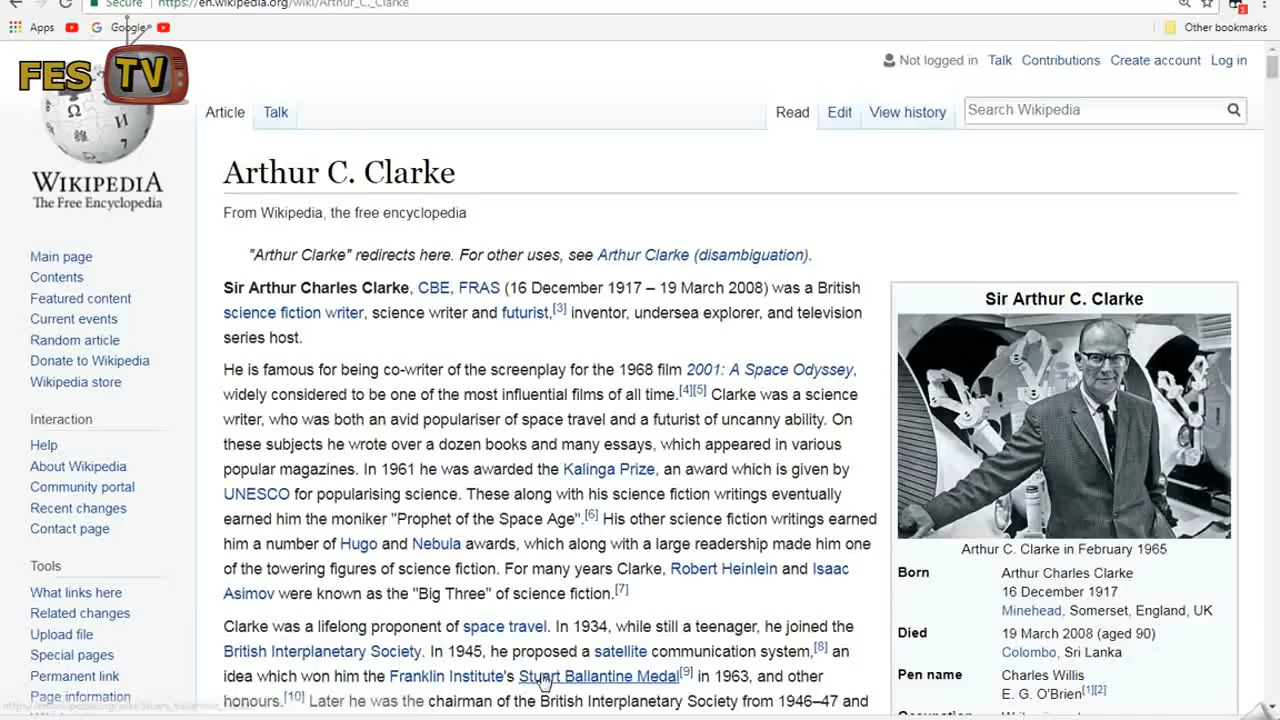 Secure https://en.wikipedia.org/wiki/Arthur_C._Clarke
Apps Google
Other bookmarks
FES TV
WIKIPEDIA
The Free Encyclopedia
Not logged in Talk Contributions Create account Log in
Article Talk Read Edit View history Search Wikipedia
Arthur C. Clarke
From Wikipedia, the free encyclopedia
"Arthur Clarke" redirects here. For other uses, see Arthur Clarke (disambiguation).
Sir Arthur Charles Clarke, CBE, FRAS (16 December 1917 – 19 March 2008) was a British
science fiction writer, science writer and futurist,[3] inventor, undersea explorer, and television
series host.
He is famous for being co-writer of the screenplay for the 1968 film 2001: A Space Odyssey,
widely considered to be one of the most influential films of all time.[4][5] Clarke was a science
writer, who was both an avid populariser of space travel and a futurist of uncanny ability. On
these subjects he wrote over a dozen books and many essays, which appeared in various
popular magazines. In 1961 he was awarded the Kalinga Prize, an award which is given by
UNESCO for popularising science. These along with his science fiction writings eventually
earned him the moniker "Prophet of the Space Age".[6] His other science fiction writings earned
him a number of Hugo and Nebula awards, which along with a large readership made him one
of the towering figures of science fiction. For many years Clarke, Robert Heinlein and Isaac
Asimov were known as the "Big Three" of science fiction.[7]
Clarke was a lifelong proponent of space travel. In 1934, while still a teenager, he joined the
British Interplanetary Society. In 1945, he proposed a satellite communication system,[8] an
idea which won him the Franklin Institute's Stuart Ballantine Medal[9] in 1963, and other
honours.[10] Later he was the chairman of the British Interplanetary Society from 1946–47 and
Main page
Contents
Featured content
Current events
Random article
Donate to Wikipedia
Wikipedia store
Interaction
Help
About Wikipedia
Community portal
Recent changes
Contact page
Tools
What links here
Related changes
Upload file
Special pages
Permanent link
Page information
Sir Arthur C. Clarke
Arthur C. Clarke in February 1965
Born Arthur Charles Clarke
16 December 1917
Minehead, Somerset, England, UK
Died 19 March 2008 (aged 90)
Colombo, Sri Lanka
Pen name Charles Willis
E. G. O'Brien[1][2]